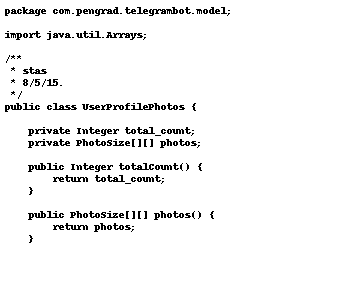 package com.pengrad.telegrambot.model;

import java.util.Arrays;

/**
 * stas
 * 8/5/15.
 */
public class UserProfilePhotos {

    private Integer total_count;
    private PhotoSize[][] photos;

    public Integer totalCount() {
        return total_count;
    }

    public PhotoSize[][] photos() {
        return photos;
    }